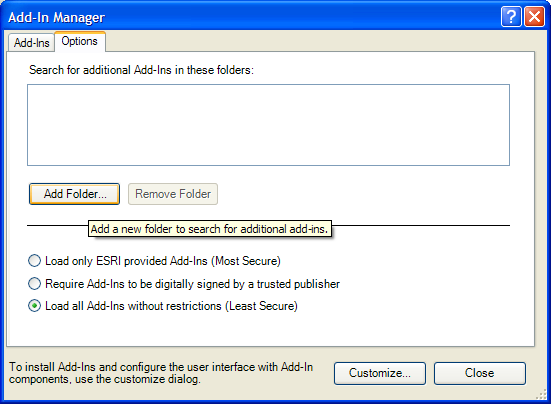 Add-In Manager
Add-Ins
Options
Search for additional Add-Ins in these folders:
Add Folder...
Remove Folder
Add a new folder to search for additional add-ins.
Load only ESRI provided Add-Ins (Most Secure)
Require Add-Ins to be digitally signed by a trusted publisher
Load all Add-Ins without restrictions (Least Secure)
To install Add-Ins and configure the user interface with Add-In
components, use the customize dialog.
Customize...
Close